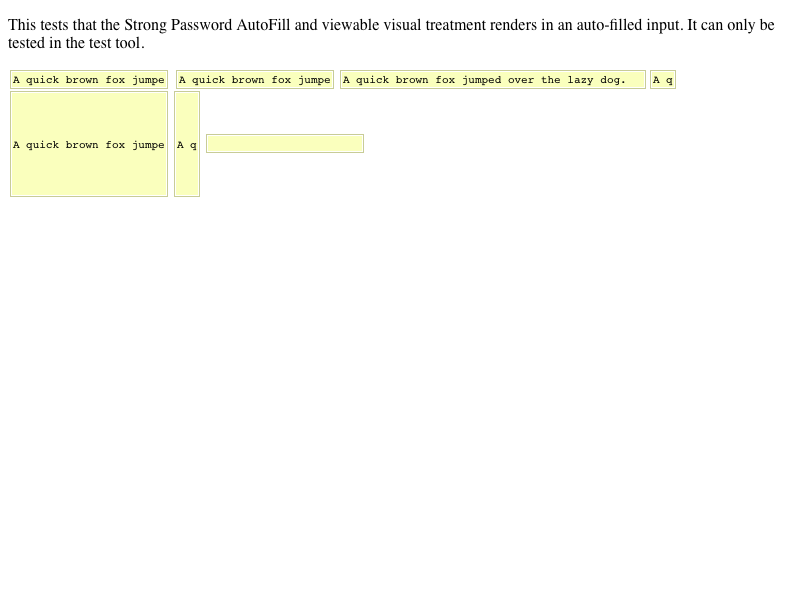 This tests that the Strong Password AutoFill and viewable visual treatment renders in an auto-filled input. It can only be
tested in the test tool.
A quick brown fox jumpe A quick brown fox jumpe A quick brown fox jumped over the lazy dog. A q
A quick brown fox jumpe A q